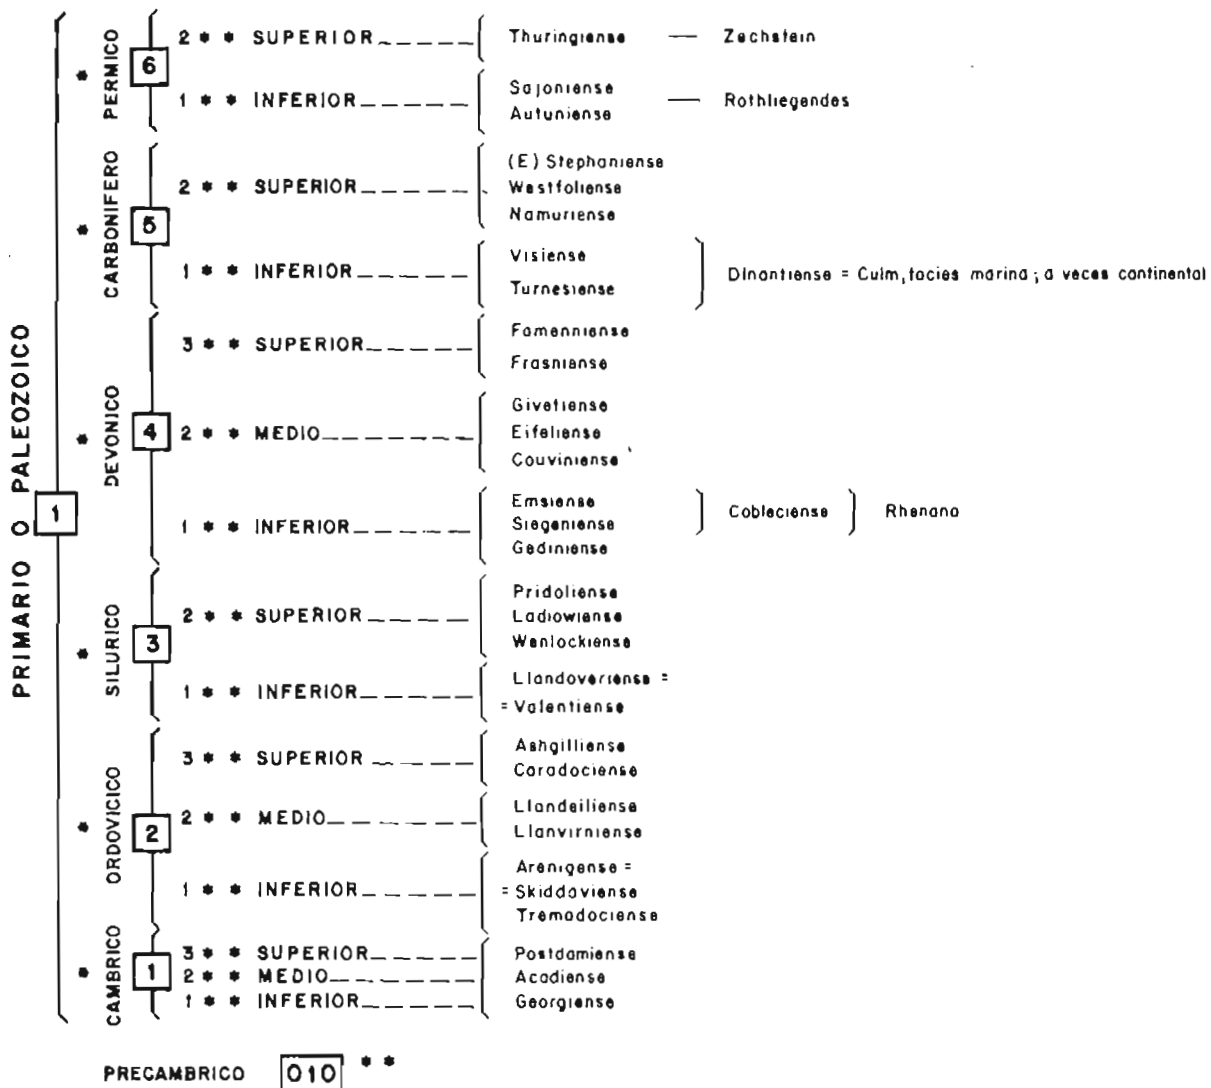 PRIMARIO O PALEOZOICO
1
* PERMICO 6
2 * * SUPERIOR
Thuringiense — Zechstein
1 * * INFERIOR
Sajoniense
Autuniense
— Rothliegendes
* CARBONIFERO 5
2 * * SUPERIOR
(E) Stephaniense
Westfoliense
Namuriense
1 * * INFERIOR
Visiense
Turnesiense
Dinantiense = Culm, facies marina; a veces continental
* DEVONICO 4
3 * * SUPERIOR
Famenniense
Frasniense
2 * * MEDIO
Givetiense
Eifeliense
Couviniense
1 * * INFERIOR
Emsiense
Siegeniense
Gediniense
Cobleciense
Rhenano
* SILURICO 3
2 * * SUPERIOR
Pridoliense
Ladlowiense
Wenlockiense
1 * * INFERIOR
Llandoveriense =
= Valentiense
* ORDOVICICO 2
3 * * SUPERIOR
Ashgilliense
Caradociense
2 * * MEDIO
Llandeiliense
Llanvirniense
1 * * INFERIOR
Arenigense =
= Skiddaviense
Tremadociense
* CAMBRICO 1
3 * * SUPERIOR
Postdamiense
2 * * MEDIO
Acadiense
1 * * INFERIOR
Georgiense
PRECAMBRICO 010 * *